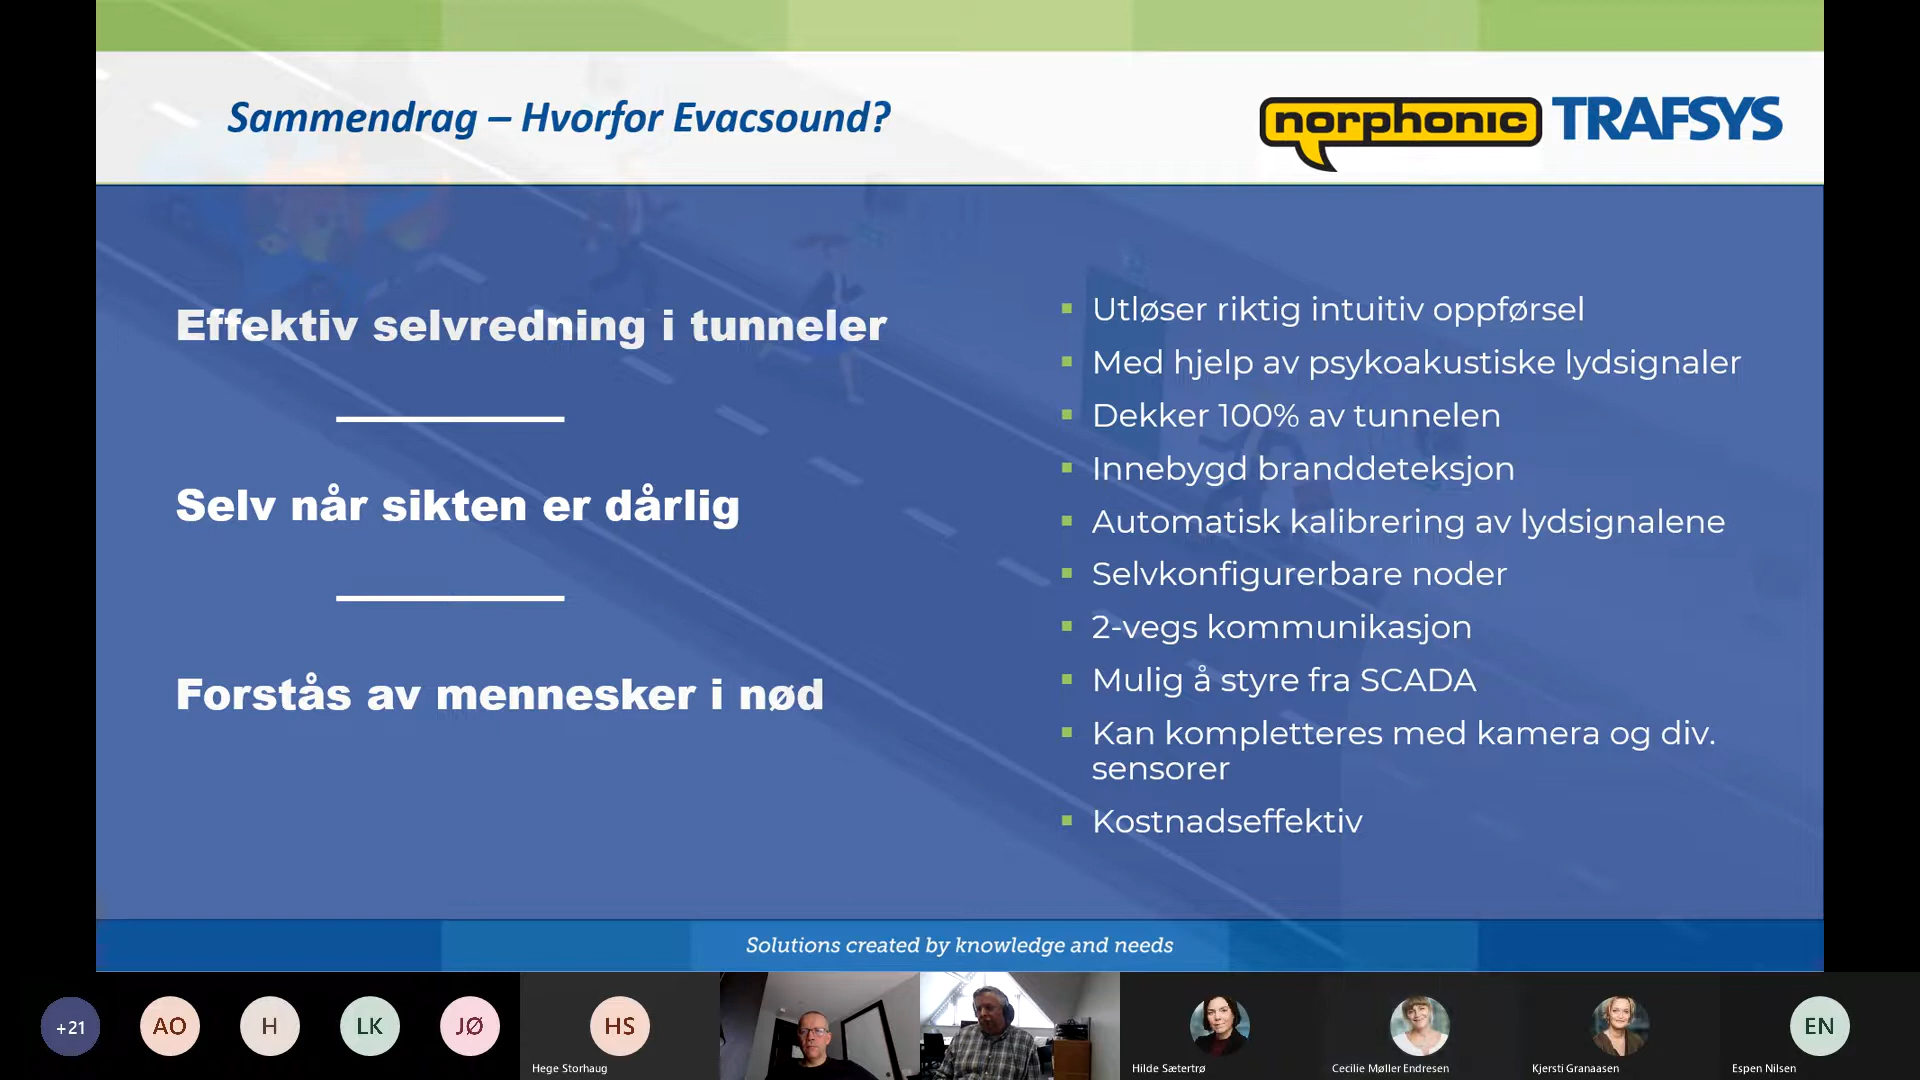 Sammendrag – Hvorfor Evacsound?
norphonic TRAFSYS
Effektiv selvredning i tunneler
Selv når sikten er dårlig
Forstås av mennesker i nød
Utløser riktig intuitiv oppførsel
Med hjelp av psykoakustiske lydsignaler
Dekker 100% av tunnelen
Innebygd branddeteksjon
Automatisk kalibrering av lydsignalene
Selvkonfigurerbare noder
2-vegs kommunikasjon
Mulig å styre fra SCADA
Kan kompletteres med kamera og div.
sensorer
Kostnadseffektiv
Solutions created by knowledge and needs
+21
AO
H
LK
JØ
HS
EN
Hege Storhaug
Hilde Sætertrø
Cecilie Møller Endresen
Kjersti Granaasen
Espen Nilsen